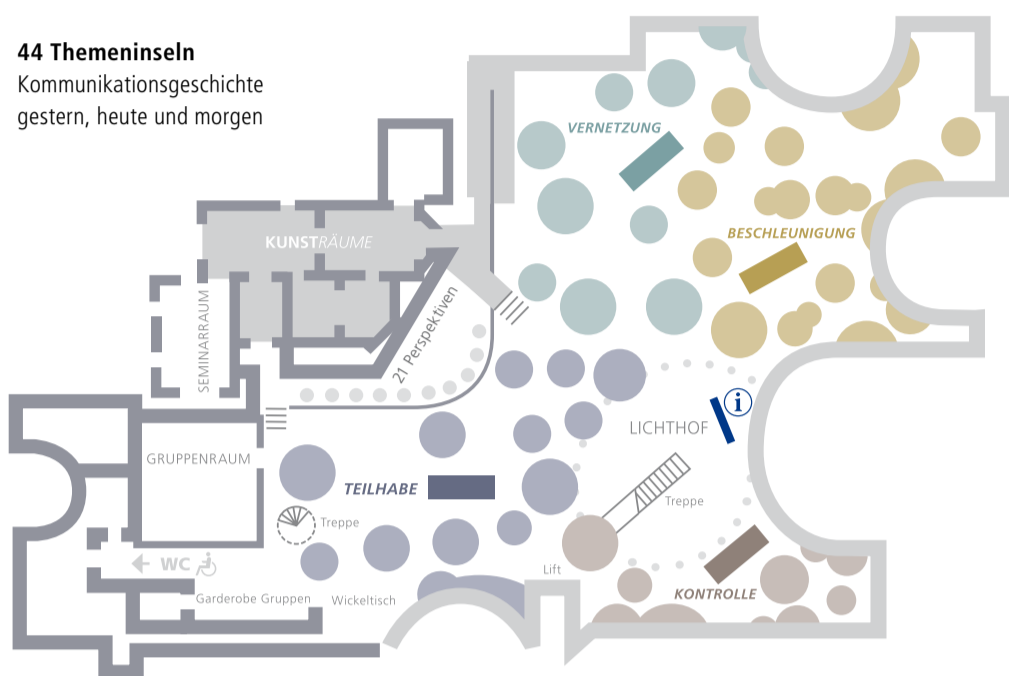 44 Themeninseln
Kommunikationsgeschichte
gestern, heute und morgen
VERNETZUNG
BESCHLEUNIGUNG
KUNSTRÄUME
SEMINARRAUM
21 Perspektiven
i
LICHTHOF
GRUPPENRAUM
TEILHABE
Treppe
Treppe
WC
Lift
KONTROLLE
Garderobe Gruppen
Wickeltisch